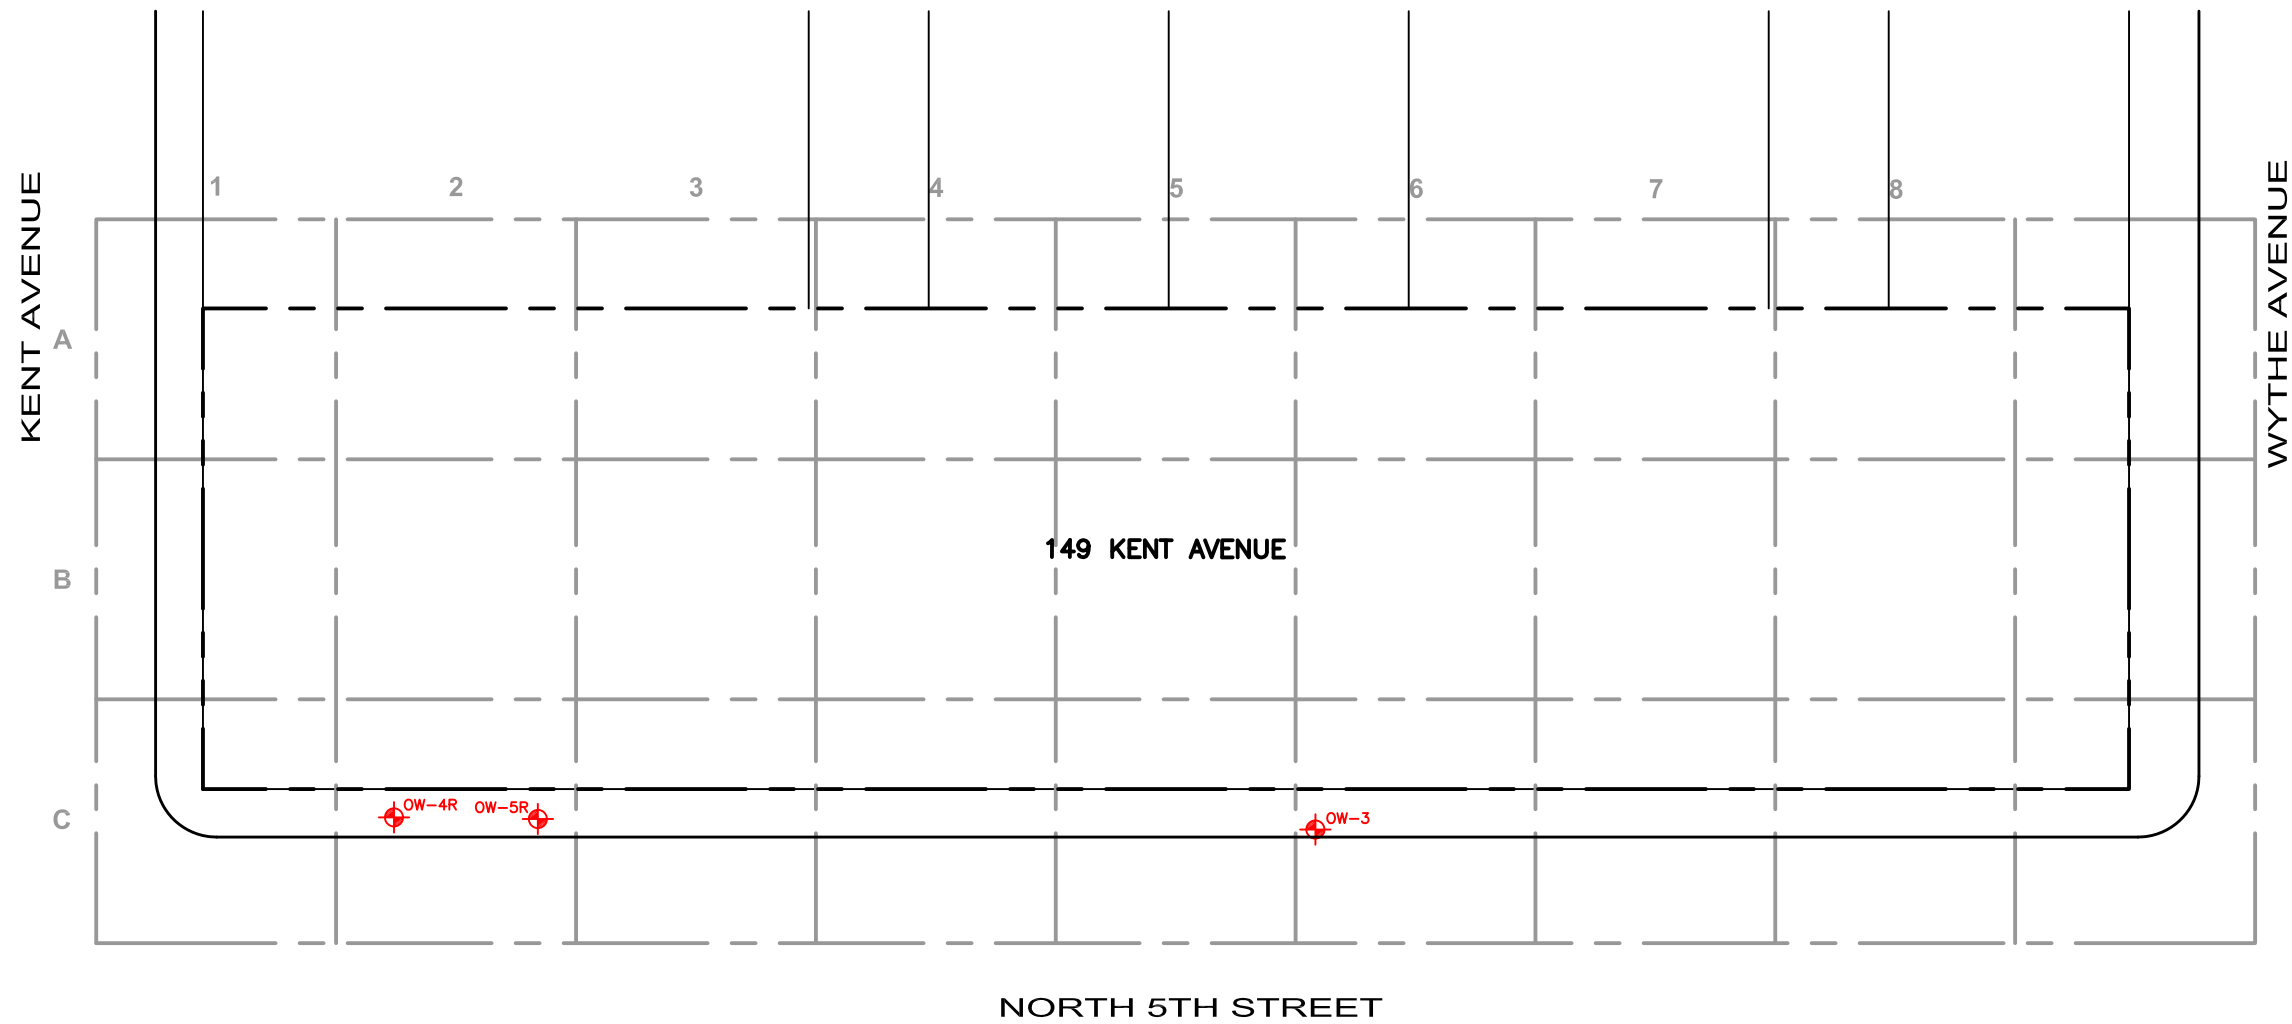 KENT AVENUE
WYTHE AVENUE
1 2 3 4 5 6 7 8
A
149 KENT AVENUE
B
OW-4R OW-5R OW-3
C
NORTH 5TH STREET